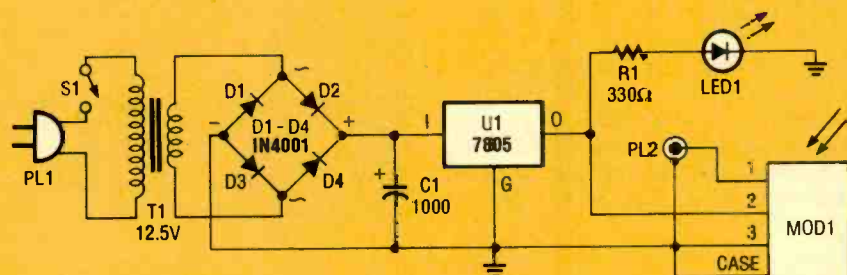 S1
PL1
T1
12.5V
~
D1
D2
-
+
D1 - D4
1N4001
D3
D4
~
+
C1
1000
I
U1
7805
O
G
R1
330Ω
LED1
PL2
1
2
3
CASE
MOD1